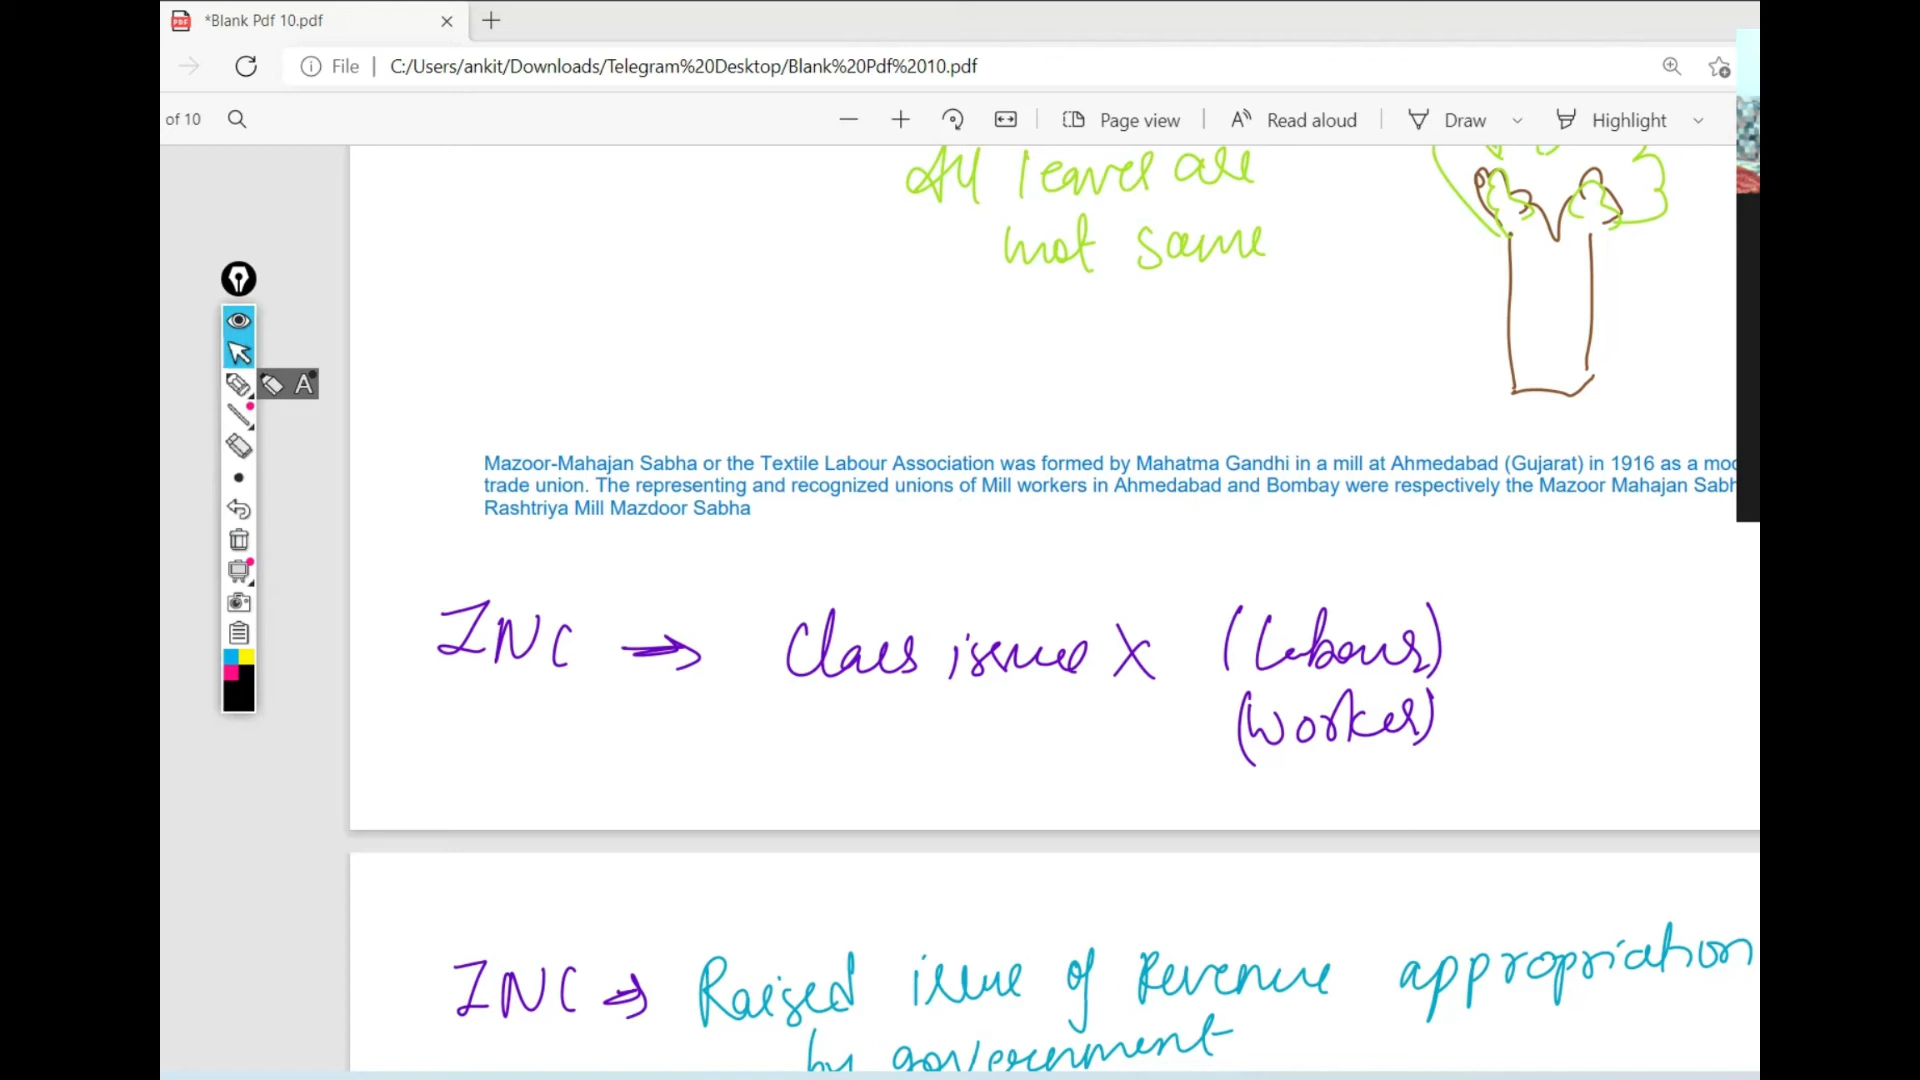 *Blank Pdf 10.pdf
File | C:/Users/ankit/Downloads/Telegram%20Desktop/Blank%20Pdf%2010.pdf
of 10
Page view
Read aloud
Draw
Highlight
All leaves are
not same
A
Mazoor-Mahajan Sabha or the Textile Labour Association was formed by Mahatma Gandhi in a mill at Ahmedabad (Gujarat) in 1916 as a
trade union. The representing and recognized unions of Mill workers in Ahmedabad and Bombay were respectively the Mazoor Mahajan
Rashtriya Mill Mazdoor Sabha
INC → Class issue X (Labour)
(Worker)
INC → Raised issue of Revenue appropriation
by government